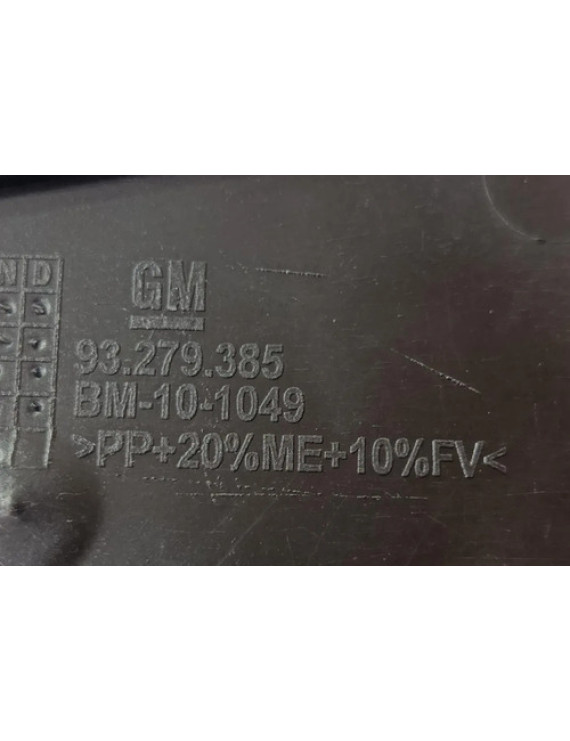 N D
GM
93.279.385
BM-10-1049
>PP+20%ME+10%FV<